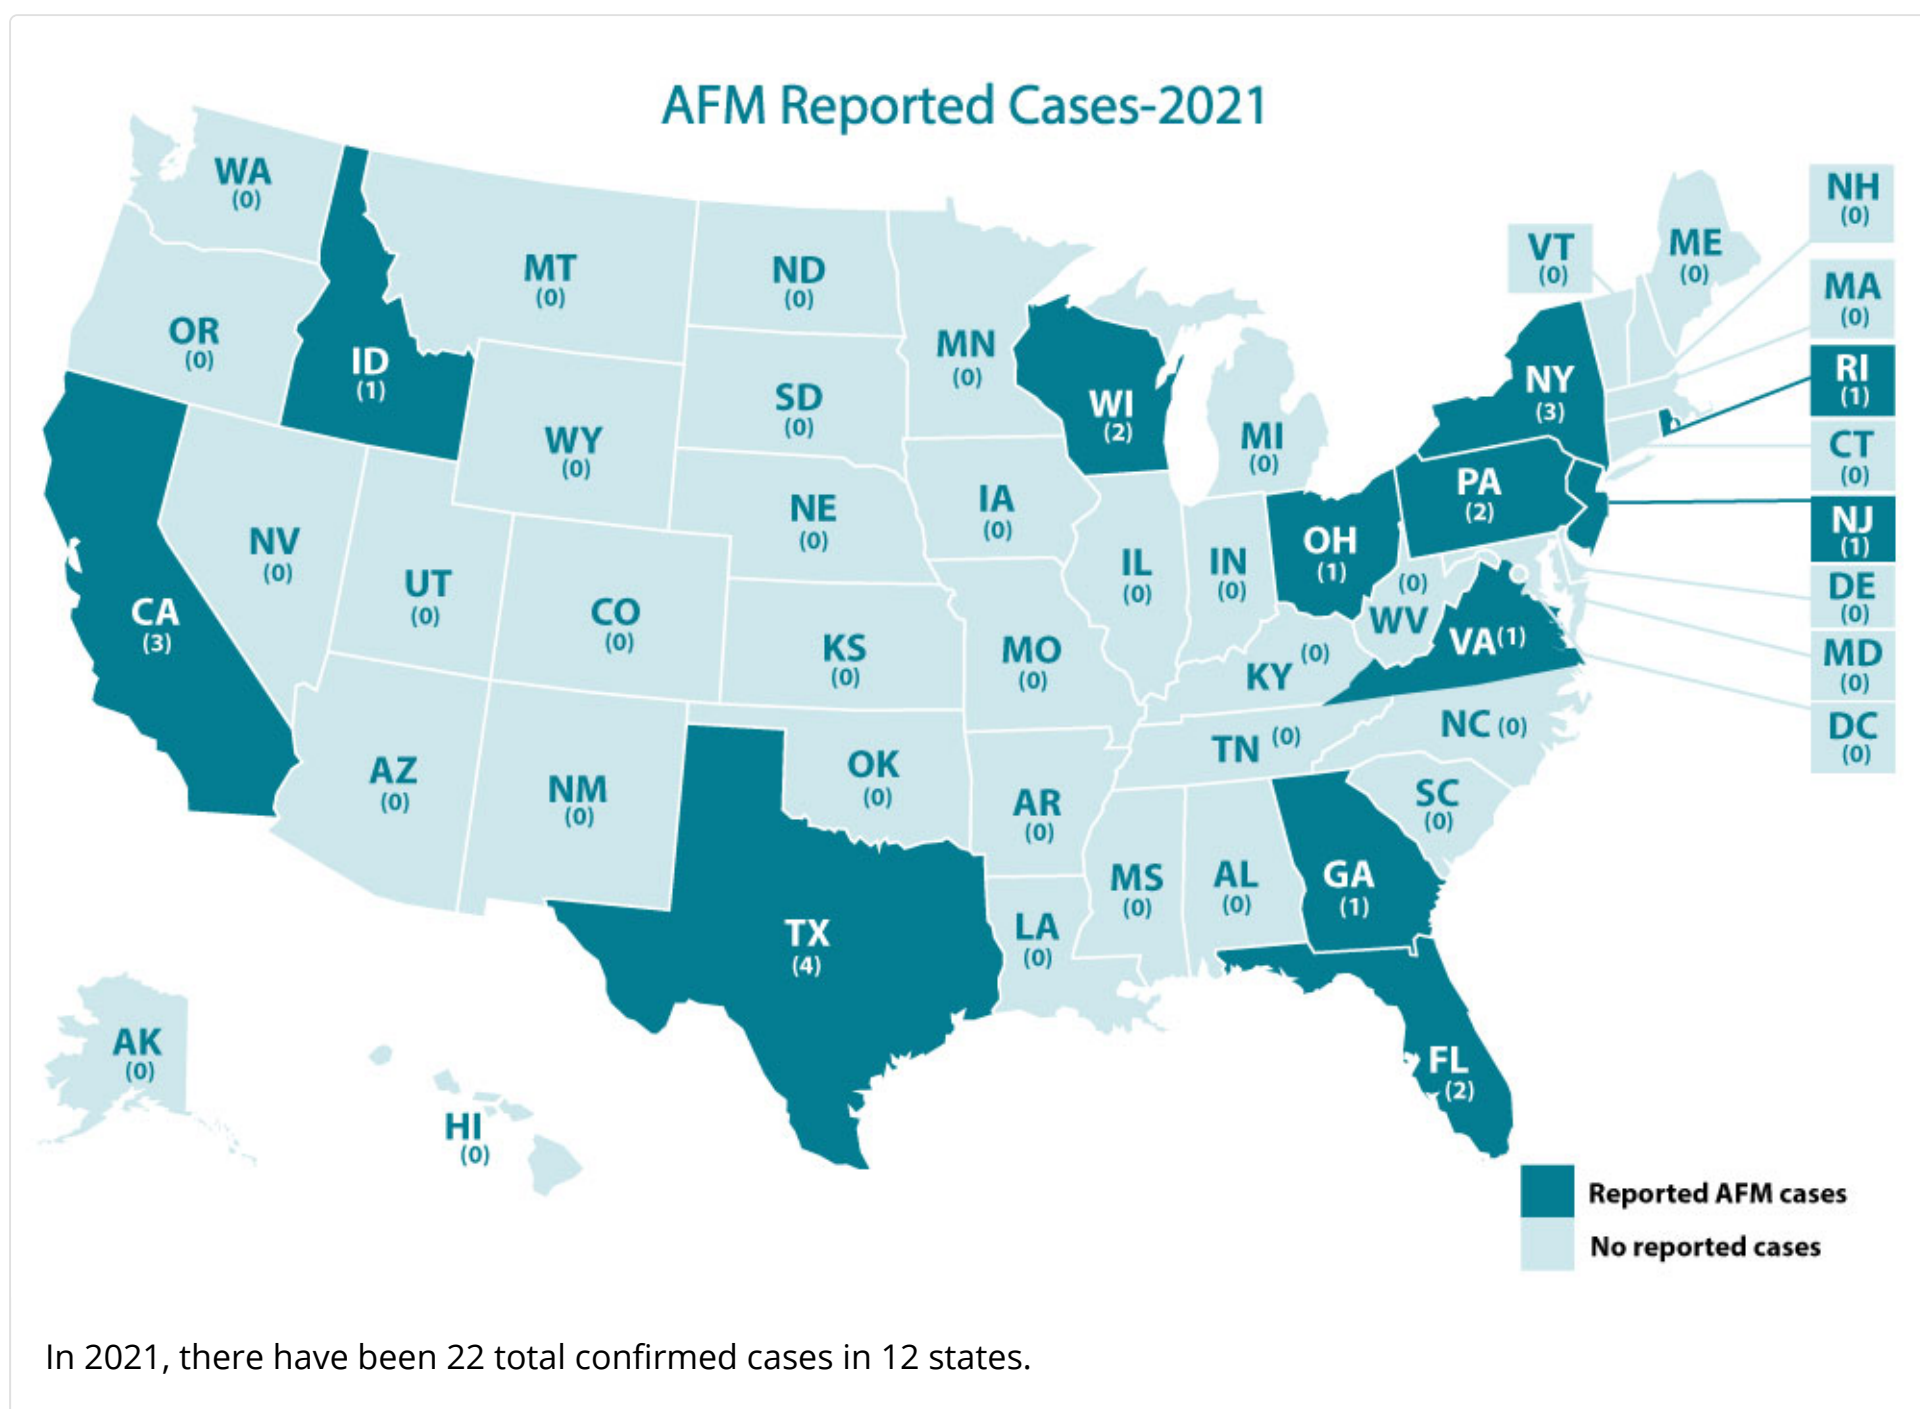 AFM Reported Cases-2021
WA
(0)
OR
(0)
ID
(1)
MT
(0)
ND
(0)
MN
(0)
WI
(2)
MI
(0)
SD
(0)
WY
(0)
NE
(0)
IA
(0)
NV
(0)
UT
(0)
CO
(0)
CA
(3)
KS
(0)
MO
(0)
IL
(0)
IN
(0)
OH
(1)
PA
(2)
NY
(3)
VT
(0)
ME
(0)
NH
(0)
MA
(0)
RI
(1)
CT
(0)
NJ
(1)
DE
(0)
MD
(0)
DC
(0)
(0)
WV
VA(1)
KY (0)
TN (0)
NC (0)
SC
(0)
AZ
(0)
NM
(0)
OK
(0)
AR
(0)
TX
(4)
LA
(0)
MS
(0)
AL
(0)
GA
(1)
FL
(2)
AK
(0)
HI
(0)
Reported AFM cases
No reported cases
In 2021, there have been 22 total confirmed cases in 12 states.